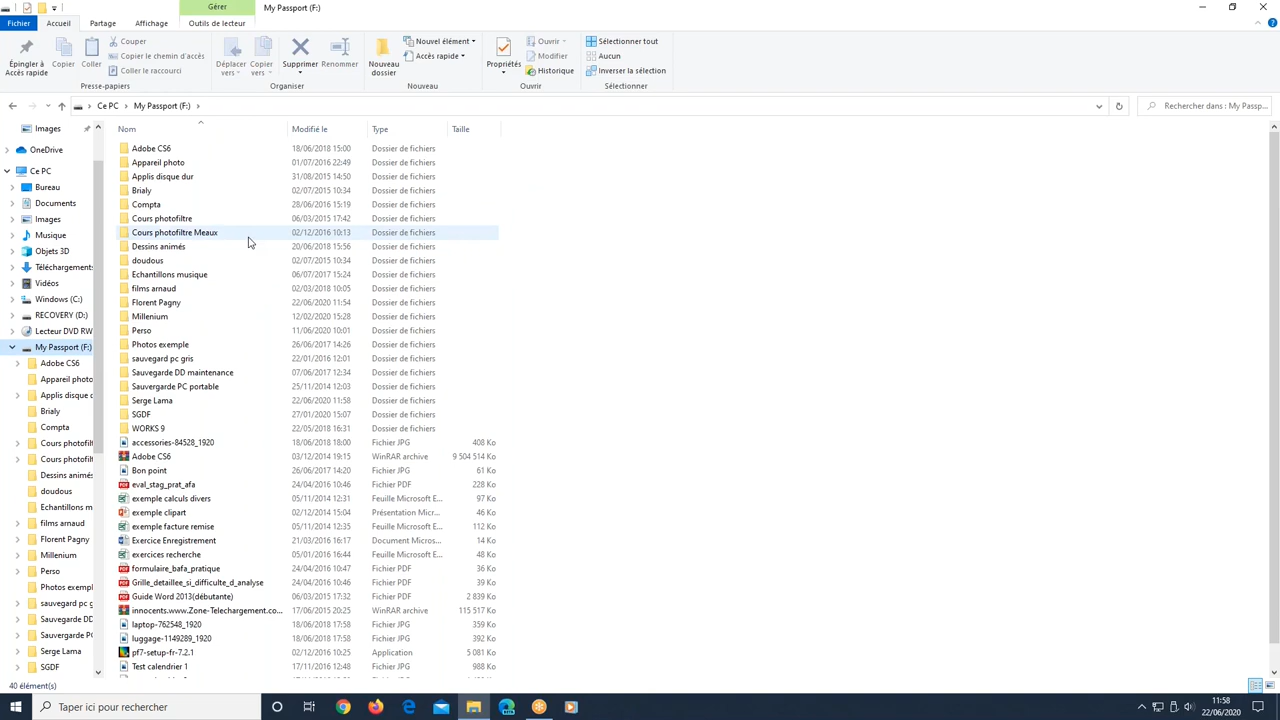 Gérer
My Passport (F:)
Fichier
Accueil
Partage
Affichage
Outils de lecteur
Épingler à Accès rapide
Copier
Coller
Couper
Copier le chemin d'accès
Coller le raccourci
Presse-papiers
Déplacer vers
Copier vers
Supprimer
Renommer
Organiser
Nouveau dossier
Nouvel élément
Accès rapide
Nouveau
Propriétés
Ouvrir
Modifier
Historique
Ouvrir
Sélectionner tout
Aucun
Inverser la sélection
Sélectionner
Ce PC > My Passport (F:) >
Rechercher dans : My Passp...
Images
OneDrive
Ce PC
Bureau
Documents
Images
Musique
Objets 3D
Téléchargements
Vidéos
Windows (C:)
RECOVERY (D:)
Lecteur DVD RW
My Passport (F:)
Adobe CS6
Appareil photo
Applis disque d
Brialy
Compta
Cours photofilt
Cours photofilt
Dessins animés
doudous
Echantillons m
films arnaud
Florent Pagny
Millenium
Perso
Photos exempl
sauvegard pc g
Sauvegarde DD
Sauvergarde PC
Serge Lama
SGDF
Nom Modifié le Type Taille
Adobe CS6 18/06/2018 15:00 Dossier de fichiers
Appareil photo 01/07/2016 22:49 Dossier de fichiers
Applis disque dur 31/08/2015 14:50 Dossier de fichiers
Brialy 02/07/2015 10:34 Dossier de fichiers
Compta 28/06/2016 15:19 Dossier de fichiers
Cours photofiltre 06/03/2015 17:42 Dossier de fichiers
Cours photofiltre Meaux 02/12/2016 10:13 Dossier de fichiers
Dessins animés 20/06/2018 15:56 Dossier de fichiers
doudous 02/07/2015 10:34 Dossier de fichiers
Echantillons musique 06/07/2017 15:24 Dossier de fichiers
films arnaud 02/03/2018 10:05 Dossier de fichiers
Florent Pagny 22/06/2020 11:54 Dossier de fichiers
Millenium 12/02/2020 15:28 Dossier de fichiers
Perso 11/06/2020 10:01 Dossier de fichiers
Photos exemple 26/06/2017 14:26 Dossier de fichiers
sauvegard pc gris 22/01/2016 12:01 Dossier de fichiers
Sauvegarde DD maintenance 07/06/2017 12:34 Dossier de fichiers
Sauvergarde PC portable 25/11/2014 12:03 Dossier de fichiers
Serge Lama 22/06/2020 11:58 Dossier de fichiers
SGDF 27/01/2020 15:07 Dossier de fichiers
WORKS 9 22/05/2018 16:31 Dossier de fichiers
accessories-84528_1920 18/06/2018 18:00 Fichier JPG 408 Ko
Adobe CS6 03/12/2014 19:15 WinRAR archive 9 504 514 Ko
Bon point 26/06/2017 14:20 Fichier JPG 61 Ko
eval_stag_prat_afa 24/04/2016 10:46 Fichier PDF 228 Ko
exemple calculs divers 05/11/2014 12:31 Feuille Microsoft E... 97 Ko
exemple clipart 02/12/2014 15:04 Présentation Micr... 46 Ko
exemple facture remise 05/11/2014 12:35 Feuille Microsoft E... 112 Ko
Exercice Enregistrement 21/03/2016 16:17 Document Micros... 14 Ko
exercices recherche 05/01/2016 16:44 Feuille Microsoft E... 48 Ko
formulaire_bafa_pratique 24/04/2016 10:47 Fichier PDF 36 Ko
Grille_detaillee_si_difficulte_d_analyse 24/04/2016 10:46 Fichier PDF 39 Ko
Guide Word 2013(débutante) 06/03/2015 17:32 Fichier PDF 2 839 Ko
innocents.www.Zone-Telechargement.co... 17/06/2015 20:25 WinRAR archive 115 517 Ko
laptop-762548_1920 18/06/2018 17:58 Fichier JPG 359 Ko
luggage-1149289_1920 18/06/2018 17:58 Fichier JPG 392 Ko
pf7-setup-fr-7.2.1 02/12/2016 10:25 Application 5 081 Ko
Test calendrier 1 17/11/2016 12:48 Fichier JPG 988 Ko
40 élément(s)
Taper ici pour rechercher
11:58
22/06/2020